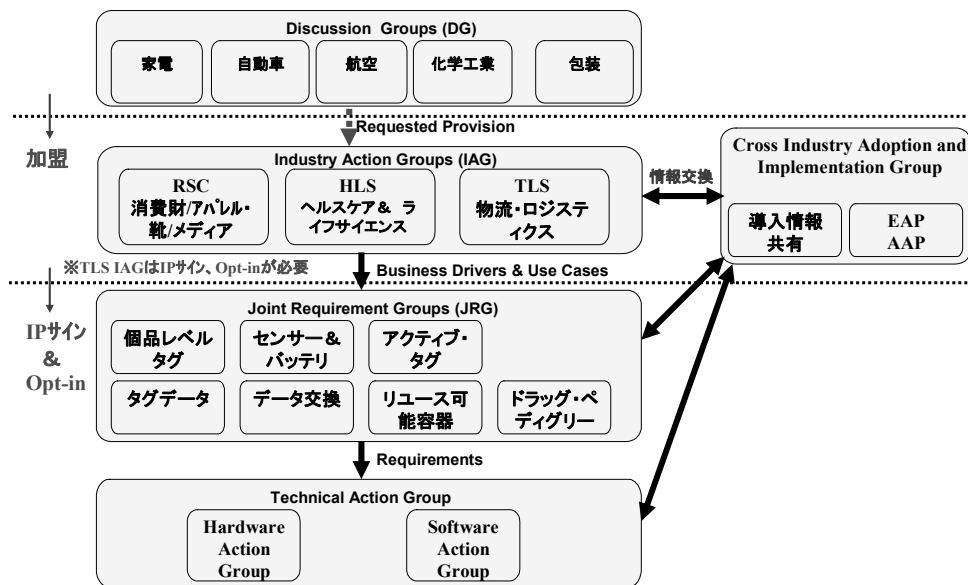 Discussion Groups (DG)
家電
自動車
航空
化学工業
包装
加盟
Requested Provision
Industry Action Groups (IAG)
RSC
消費財/アパレル・
靴/メディア
HLS
ヘルスケア& ラ
イフサイエンス
TLS
物流・ロジステ
ィクス
情報交換
Cross Industry Adoption and
Implementation Group
導入情報
共有
EAP
AAP
※TLS IAGはIPサイン、Opt-inが必要
Business Drivers & Use Cases
IPサイン
&
Opt-in
Joint Requirement Groups (JRG)
個品レベル
タグ
センサー&
バッテリ
アクティブ・
タグ
タグデータ
データ交換
リユース可
能容器
ドラッグ・ペ
ディグリー
Requirements
Technical Action Group
Hardware
Action
Group
Software
Action
Group